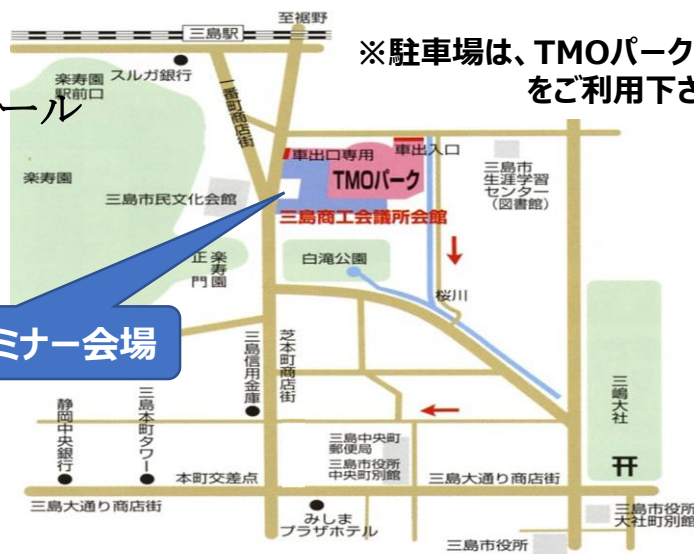 至裾野
三島駅
※駐車場は、TMOパーク
をご利用下さ
スルガ銀行
楽寿園
駅前口
一番町商店街
ール
車出口専用
車出入口
TMOパーク
三島市
生涯学習
センター
(図書館)
楽寿園
三島市民文化会館
三島商工会議所会館
楽寿園
正門
白滝公園
桜川
ミナー会場
三島信用金庫
芝本町商店街
三嶋大社
静岡中央銀行
三島本町タワー
三島中央町
郵便局
三島市役所
中央町別館
本町交差点
三島大通り商店街
三島大通り商店街
みしま
プラザホテル
三島市役所
三島市役所
大社町別館